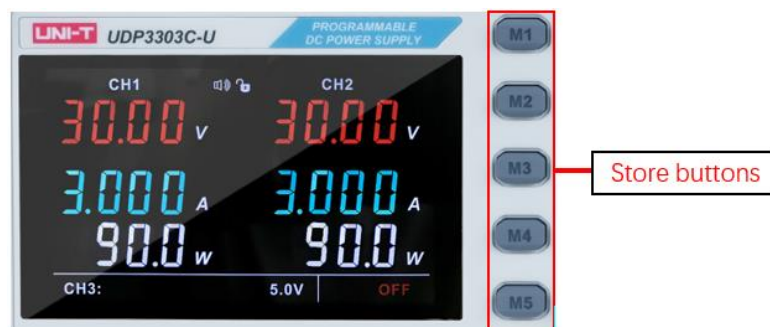 UNI-T UDP3303C-U
PROGRAMMABLE
DC POWER SUPPLY
CH1 CH2
30.00 V 30.00 V
3.000 A 3.000 A
90.0 W 90.0 W
CH3: 5.0V OFF
M1
M2
M3
M4
M5
Store buttons